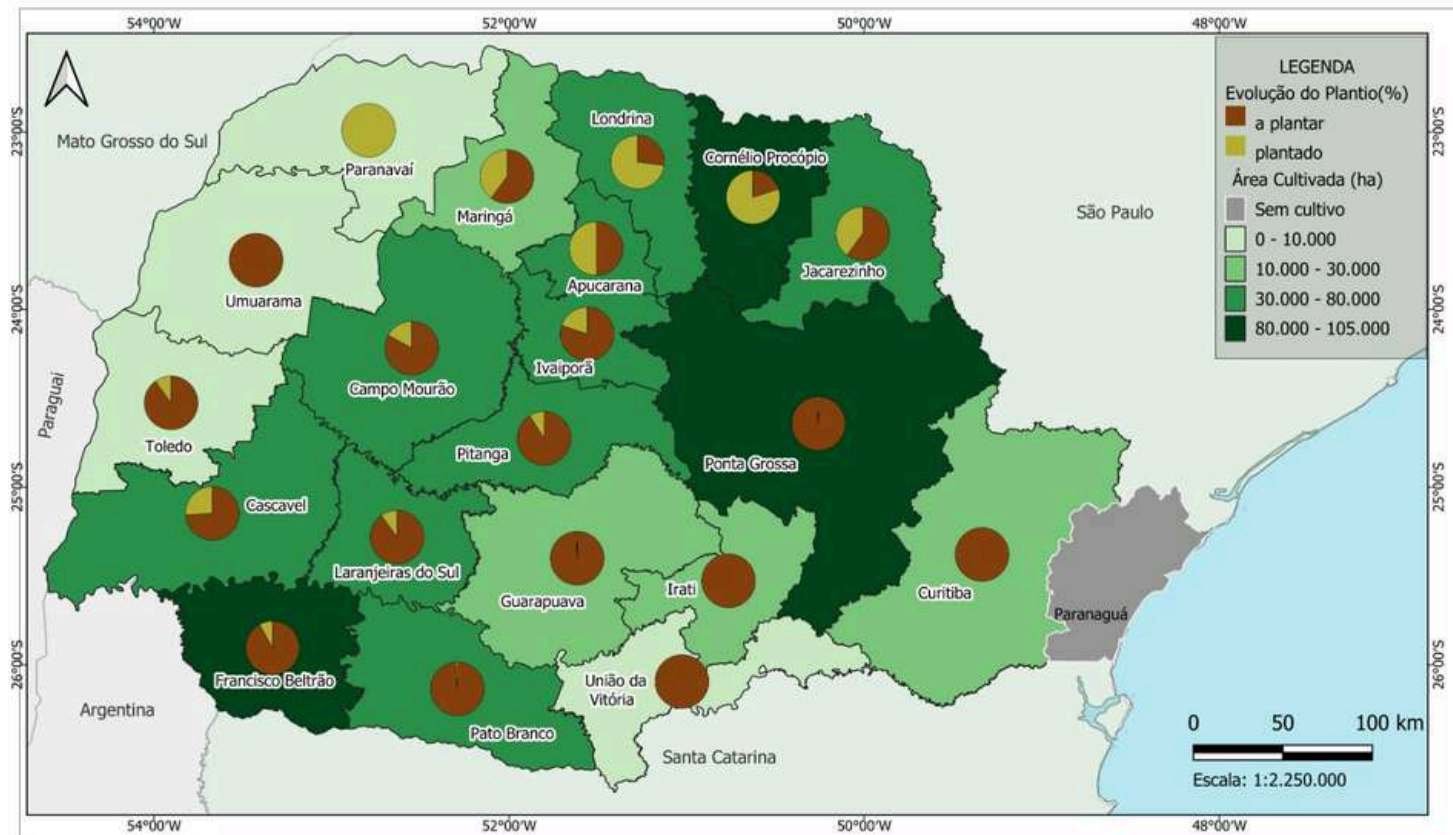 54°00'W 52°00'W 50°00'W 48°00'W
LEGENDA
Evolução do Plantio(%)
a plantar
plantado
Área Cultivada (ha)
Sem cultivo
0 - 10.000
10.000 - 30.000
30.000 - 80.000
80.000 - 105.000
23°00'S
23°00'S
Mato Grosso do Sul
Paranavaí
Maringá
Londrina
Cornélio Procópio
São Paulo
Umuarama
Apucarana
Jacarezinho
24°00'S
24°00'S
Paraguai
Toledo
Campo Mourão
Ivaiporã
Pitanga
Ponta Grossa
25°00'S
25°00'S
Cascavel
Laranjeiras do Sul
Guarapuava
Irati
Curitiba
Paranaguá
26°00'S
26°00'S
Francisco Beltrão
Argentina
Pato Branco
União da
Vitória
Santa Catarina
0 50 100 km
Escala: 1:2.250.000
54°00'W 52°00'W 50°00'W 48°00'W